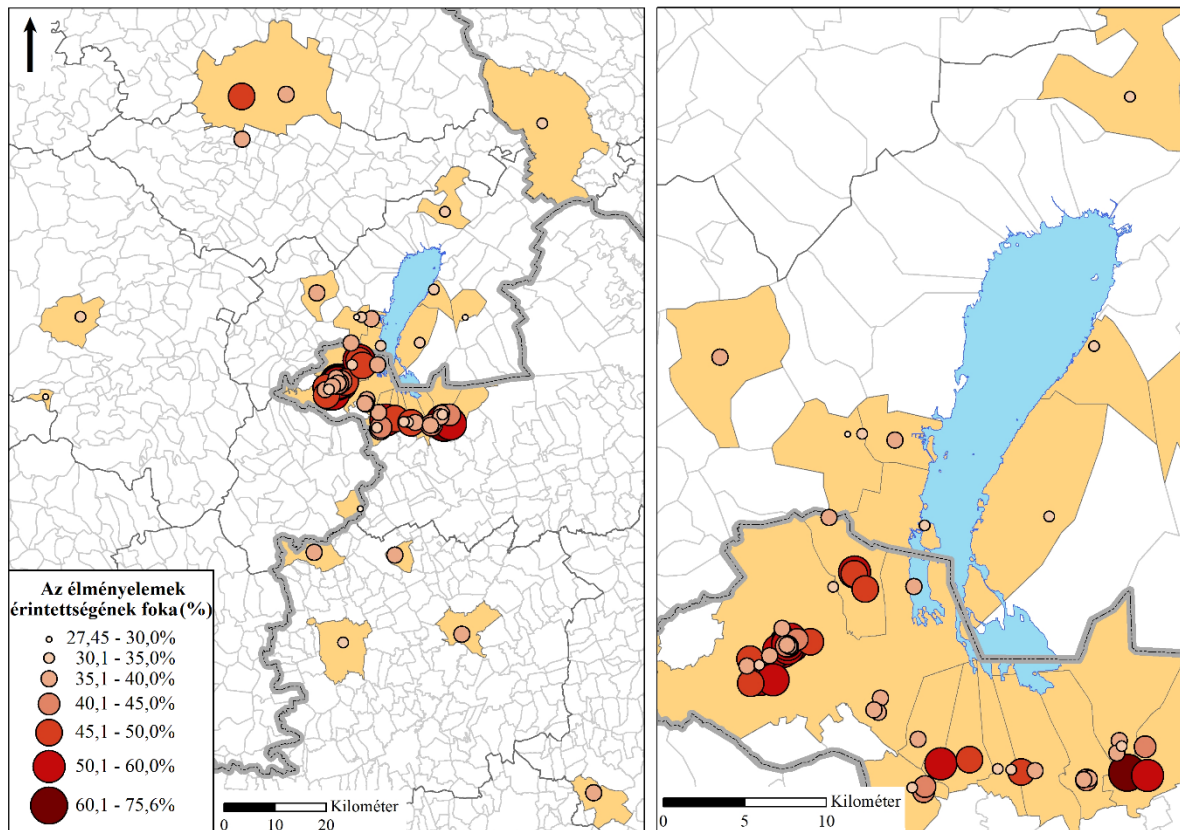 Az élményelemek
érintettségének foka (%)
27,45 - 30,0%
30,1 - 35,0%
35,1 - 40,0%
40,1 - 45,0%
45,1 - 50,0%
50,1 - 60,0%
60,1 - 75,6%
Kilométer
0 10 20
Kilométer
0 5 10